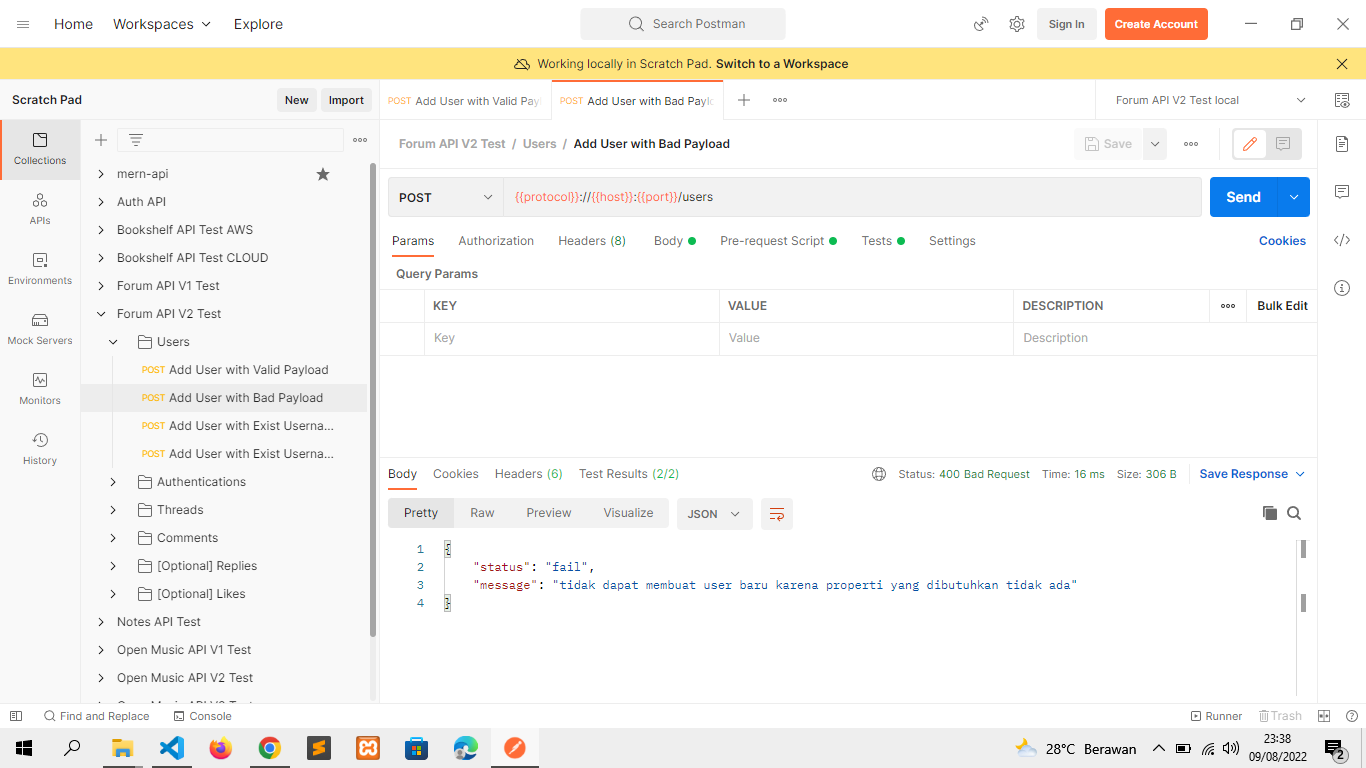 Home Workspaces Explore Search Postman Sign In Create Account
Working locally in Scratch Pad. Switch to a Workspace
Scratch Pad New Import POST Add User with Valid Pay POST Add User with Bad Paylo Forum API V2 Test local
Forum API V2 Test / Users / Add User with Bad Payload Save
Collections
APIs
Environments
Mock Servers
Monitors
History
mern-api
Auth API
Bookshelf API Test AWS
Bookshelf API Test CLOUD
Forum API V1 Test
Forum API V2 Test
Users
POST Add User with Valid Payload
POST Add User with Bad Payload
POST Add User with Exist Userna...
POST Add User with Exist Userna...
Authentications
Threads
Comments
[Optional] Replies
[Optional] Likes
Notes API Test
Open Music API V1 Test
Open Music API V2 Test
POST {{protocol}}://{{host}}:{{port}}/users Send
Params Authorization Headers (8) Body Pre-request Script Tests Settings Cookies
Query Params
KEY VALUE DESCRIPTION Bulk Edit
Key Value Description
Body Cookies Headers (6) Test Results (2/2) Status: 400 Bad Request Time: 16 ms Size: 306 B Save Response
Pretty Raw Preview Visualize JSON
1 {
2 "status": "fail",
3 "message": "tidak dapat membuat user baru karena properti yang dibutuhkan tidak ada"
4 }
Find and Replace Console Runner Trash
28°C Berawan 23:38
09/08/2022 2